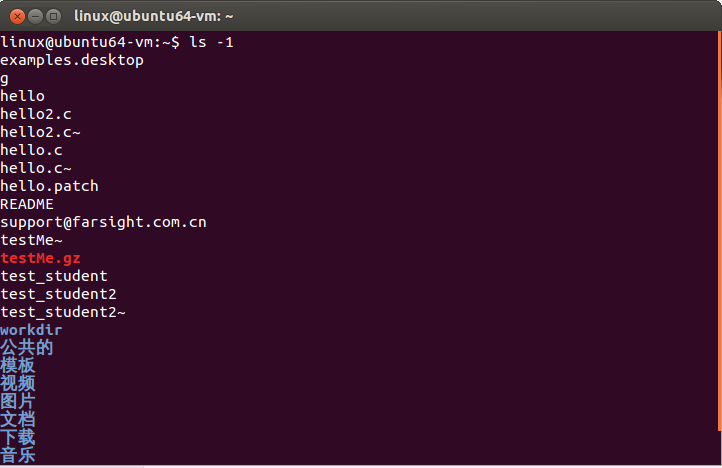 linux@ubuntu64-vm: ~
linux@ubuntu64-vm:~$ ls -1
examples.desktop
g
hello
hello2.c
hello2.c~
hello.c
hello.c~
hello.patch
README
support@farsight.com.cn
testMe~
testMe.gz
test_student
test_student2
test_student2~
workdir
公共的
模板
视频
图片
文档
下载
音乐